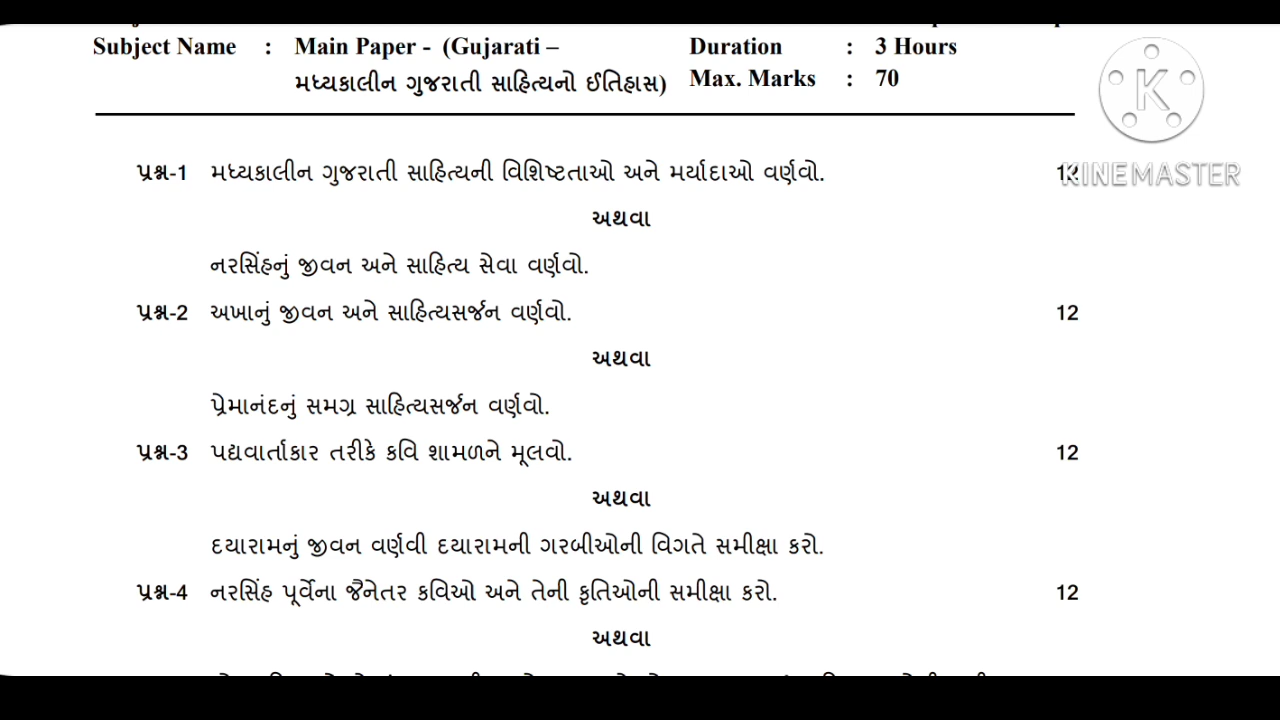 Subject Name : Main Paper - (Gujarati – Duration : 3 Hours
મધ્યકાલીન ગુજરાતી સાહિત્યનો ઈતિહાસ) Max. Marks : 70
K
KINEMASTER
પ્રશ્ન-1 મધ્યકાલીન ગુજરાતી સાહિત્યની વિશિષ્ટતાઓ અને મર્યાદાઓ વર્ણવો. 12
અથવા
નરસિંહનું જીવન અને સાહિત્ય સેવા વર્ણવો.
પ્રશ્ન-2 અખાનું જીવન અને સાહિત્યસર્જન વર્ણવો. 12
અથવા
પ્રેમાનંદનું સમગ્ર સાહિત્યસર્જન વર્ણવો.
પ્રશ્ન-3 પદ્યવાર્તાકાર તરીકે કવિ શામળને મૂલવો. 12
અથવા
દયારામનું જીવન વર્ણવી દયારામની ગરબીઓની વિગતે સમીક્ષા કરો.
પ્રશ્ન-4 નરસિંહ પૂર્વેના જૈનેતર કવિઓ અને તેની કૃતિઓની સમીક્ષા કરો. 12
અથવા